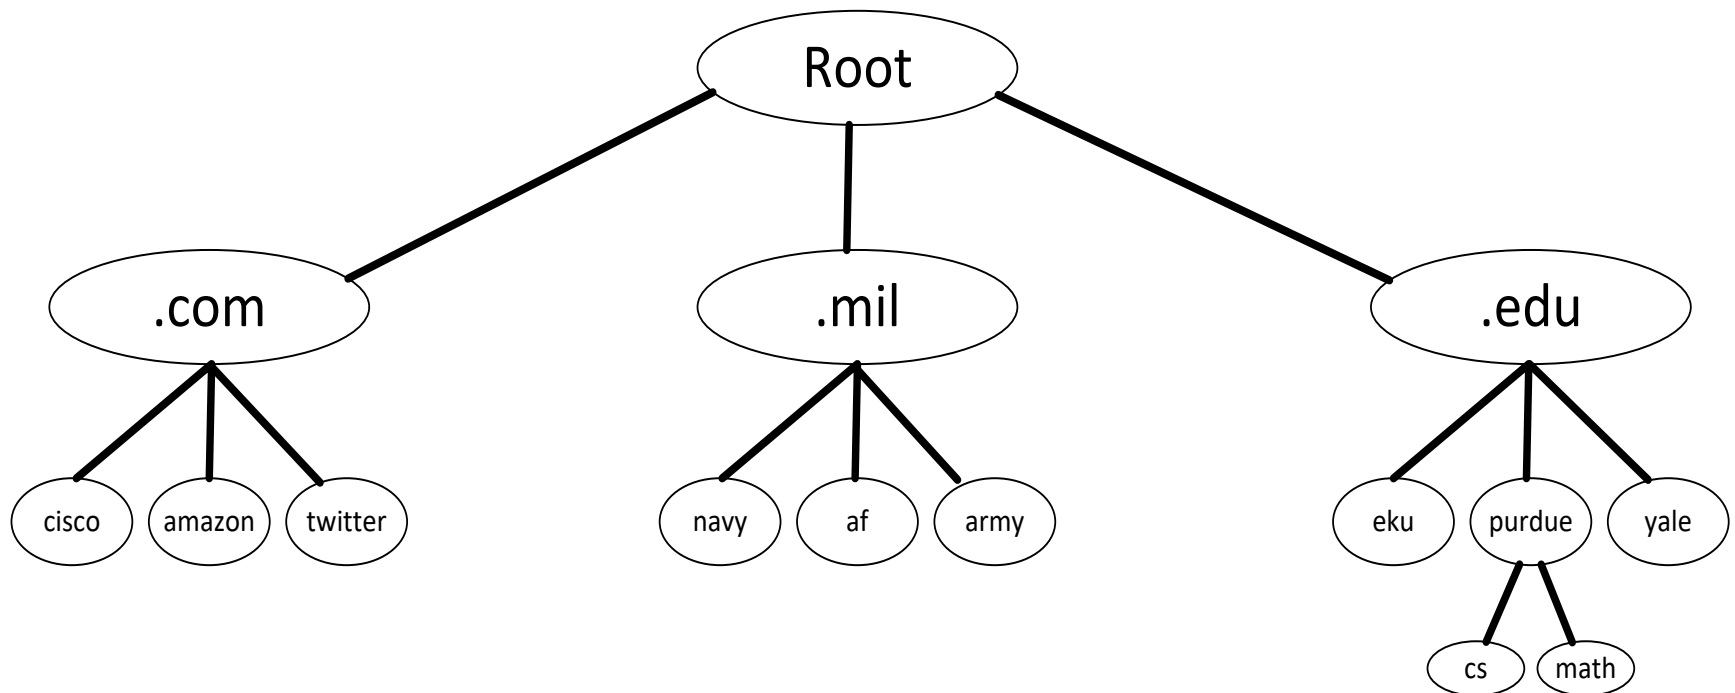 Root
.com
.mil
.edu
cisco
amazon
twitter
navy
af
army
eku
purdue
yale
cs
math